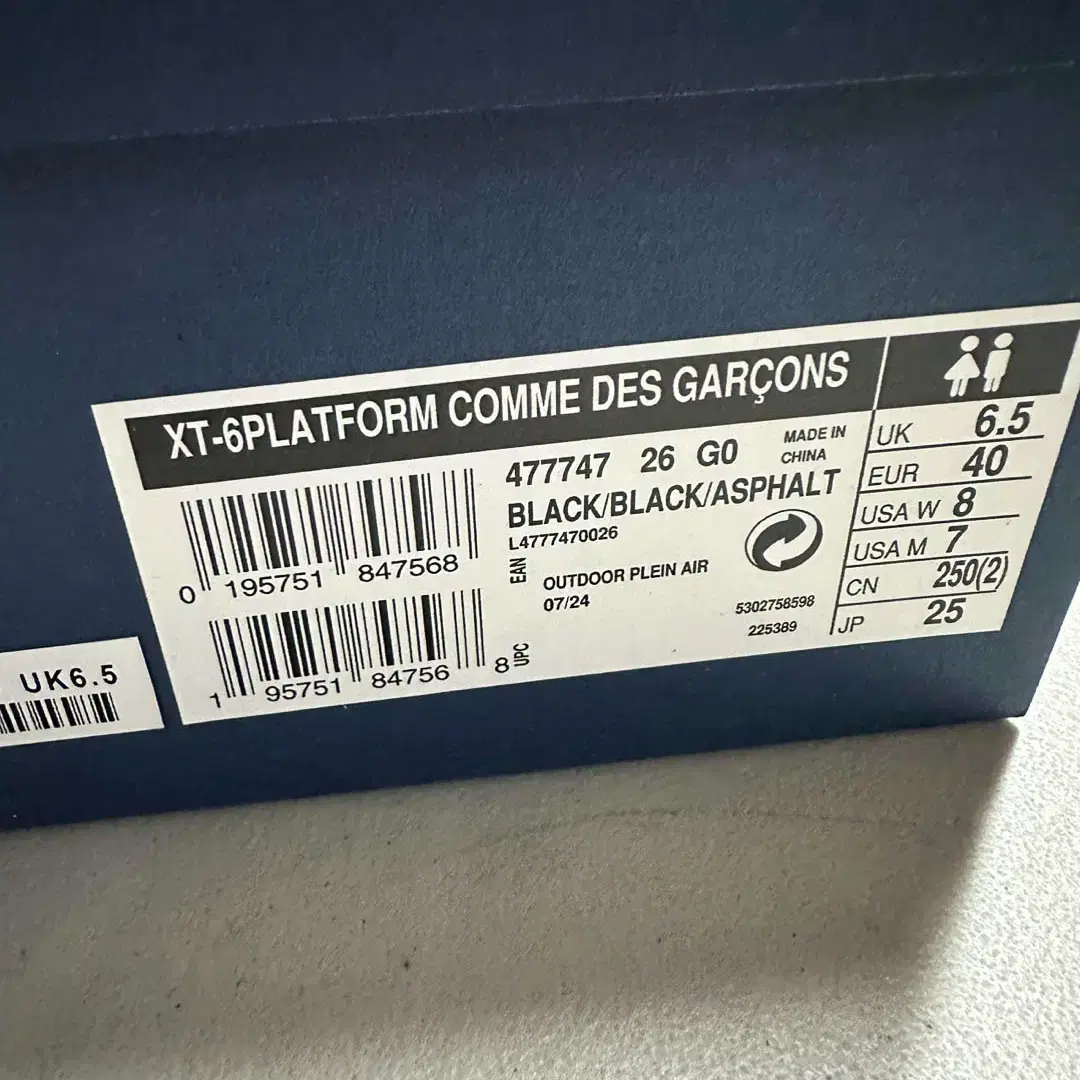 XT-6PLATFORM COMME DES GARÇONS
477747 26 G0
MADE IN
CHINA
BLACK/BLACK/ASPHALT
L4777470026
EAN
0 195751 847568
OUTDOOR PLEIN AIR
07/24
5302758598
225389
1 95751 84756 8
UPC
UK 6.5
EUR 40
USA W 8
USA M 7
CN 250(2)
JP 25
UK6.5